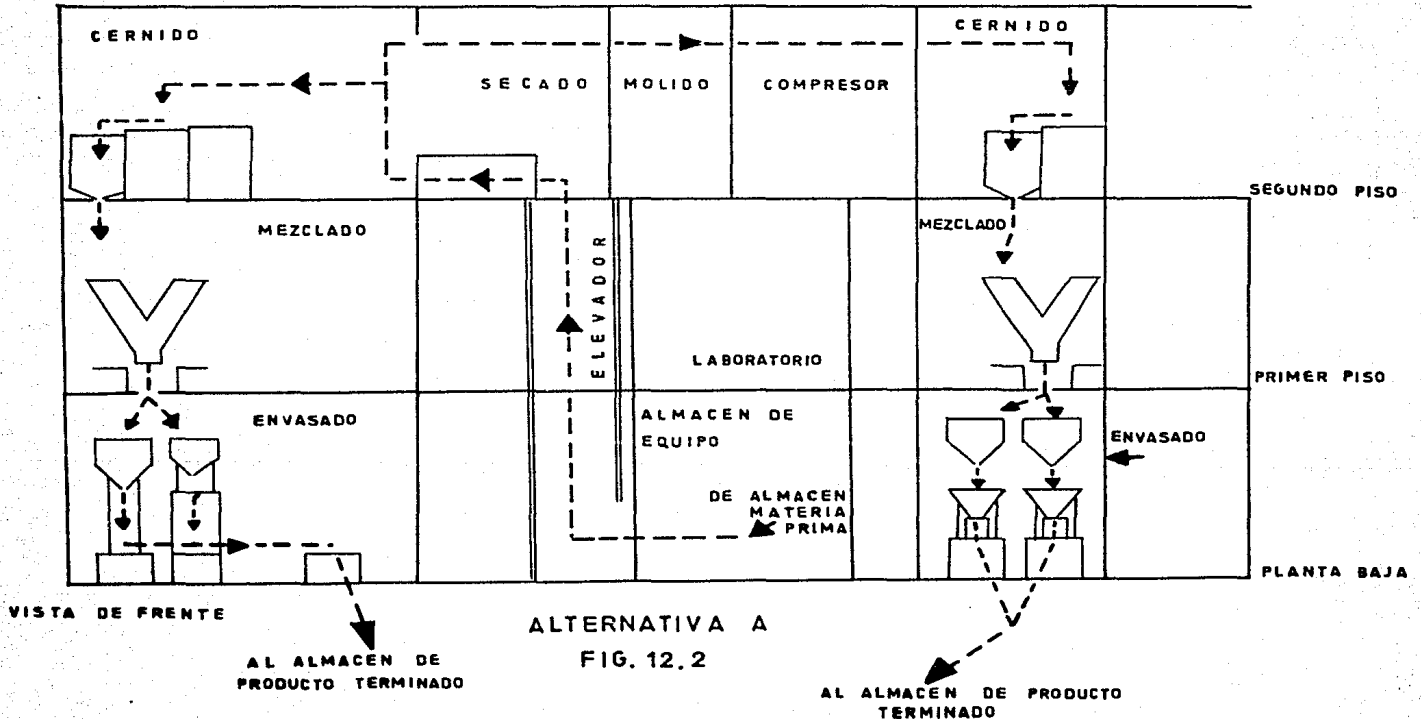 CERNIDO
CERNIDO
SECADO
MOLIDO
COMPRESOR
SEGUNDO PISO
MEZCLADO
MEZCLADO
ELEVADOR
LABORATORIO
PRIMER PISO
ENVASADO
ALMACEN DE
EQUIPO
ENVASADO
DE ALMACEN
MATERIA
PRIMA
PLANTA BAJA
VISTA DE FRENTE
ALTERNATIVA A
FIG. 12.2
AL ALMACEN DE
PRODUCTO TERMINADO
AL ALMACEN DE PRODUCTO
TERMINADO